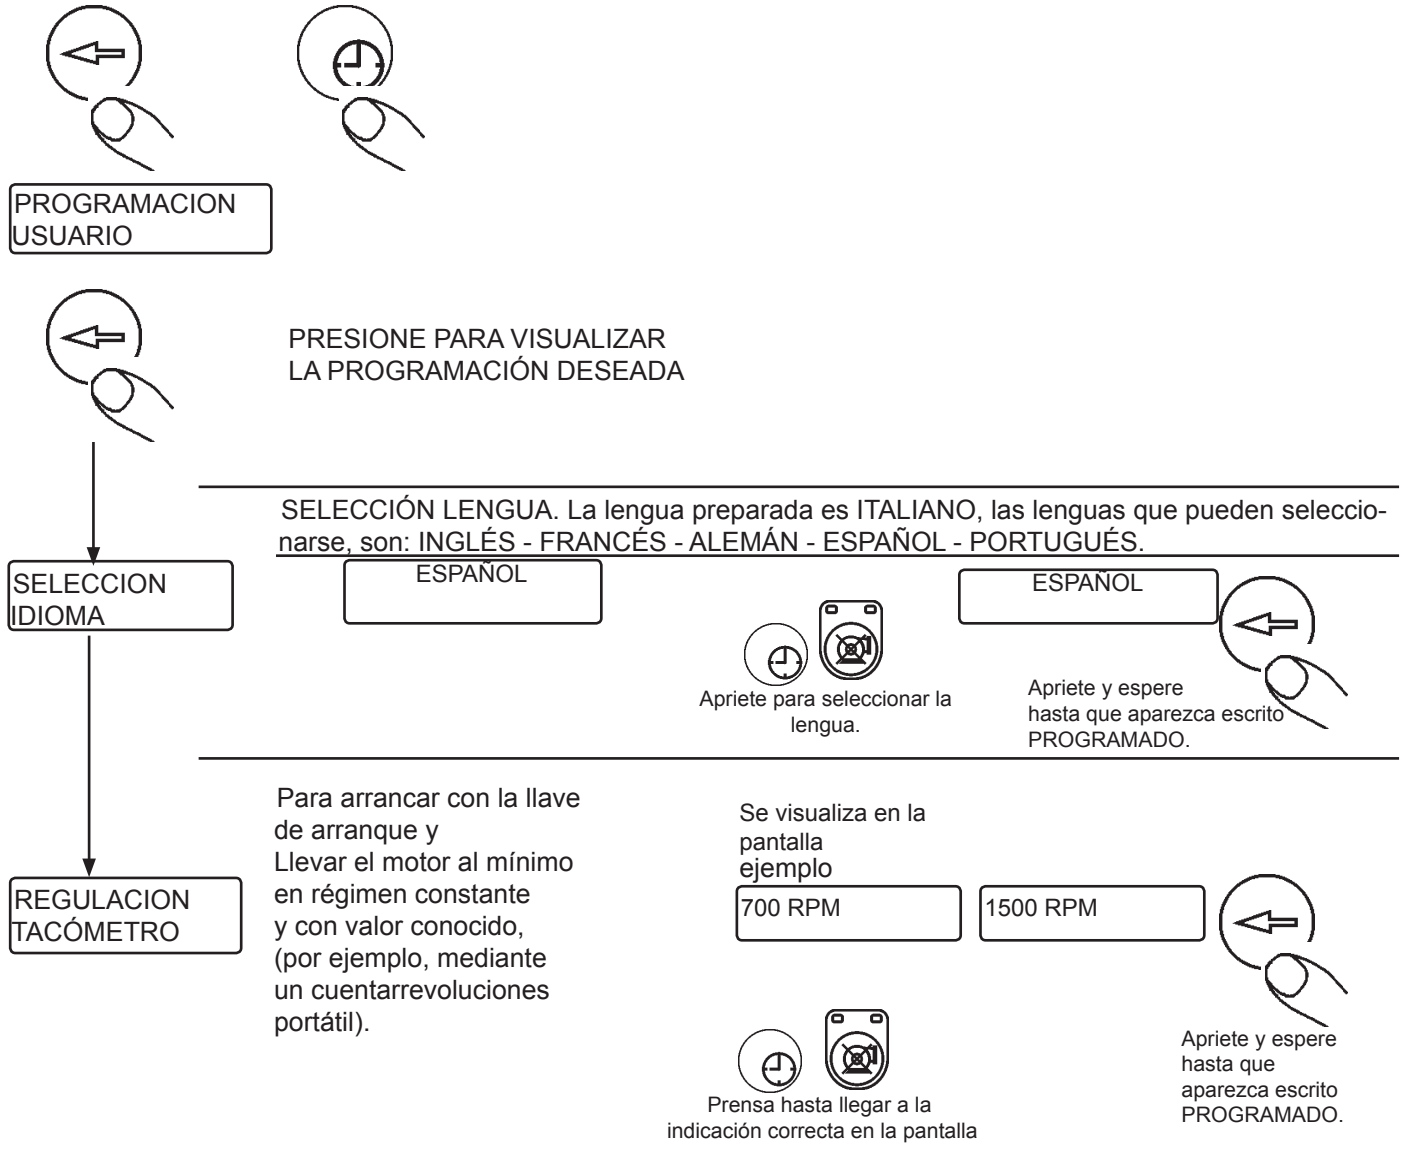 PROGRAMACION
USUARIO
PRESIONE PARA VISUALIZAR
LA PROGRAMACIÓN DESEADA
SELECCIÓN LENGUA. La lengua preparada es ITALIANO, las lenguas que pueden seleccio-
narse, son: INGLÉS - FRANCÉS - ALEMÁN - ESPAÑOL - PORTUGUÉS.
SELECCION
IDIOMA
ESPAÑOL
ESPAÑOL
Apriete para seleccionar la
lengua.
Apriete y espere
hasta que aparezca escrito
PROGRAMADO.
REGULACION
TACÓMETRO
Para arrancar con la llave
de arranque y
Llevar el motor al mínimo
en régimen constante
y con valor conocido,
(por ejemplo, mediante
un cuentarrevoluciones
portátil).
Se visualiza en la
pantalla
ejemplo
700 RPM
1500 RPM
Prensa hasta llegar a la
indicación correcta en la pantalla
Apriete y espere
hasta que
aparezca escrito
PROGRAMADO.